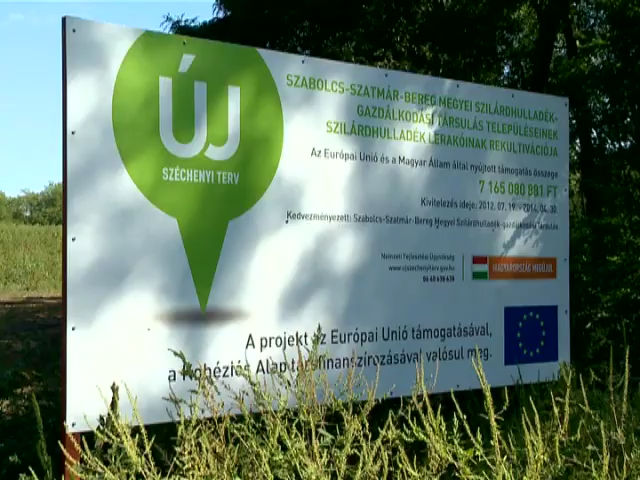 ÚJ
SZÉCHENYI TERV
SZABOLCS-SZATMÁR-BEREG MEGYEI SZILÁRDHULLADÉK-
GAZDÁLKODÁSI TÁRSULÁS TELEPÜLÉSEINEK
SZILÁRDHULLADÉK LERAKÓINAK REKULTIVÁCIÓJA
Az Európai Unió és a Magyar Állam által nyújtott támogatás összege
7 165 080 981 FT
Kivitelezés ideje: 2012. 07. 19. - 2014. 04. 30.
Kedvezményezett: Szabolcs-Szatmár-Bereg Megyei Szilárdhulladék-gazdálkodási Társulás
Nemzeti Fejlesztési Ügynökség
www.ujszechenyiterv.gov.hu
06 40 638 638
MAGYARORSZÁG MEGÚJUL
A projekt az Európai Unió támogatásával,
a Kohéziós Alap társfinanszírozásával valósul meg.